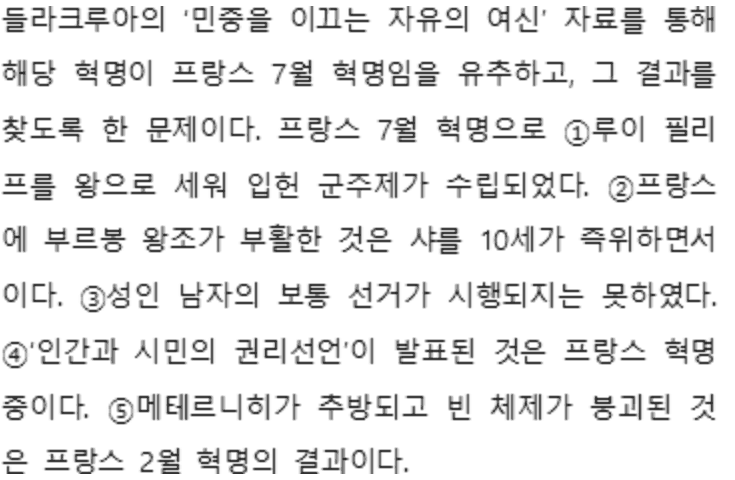 들라크루아의 '민중을 이끄는 자유의 여신' 자료를 통해
해당 혁명이 프랑스 7월 혁명임을 유추하고, 그 결과를
찾도록 한 문제이다. 프랑스 7월 혁명으로 ①루이 필리
프를 왕으로 세워 입헌 군주제가 수립되었다. ②프랑스
에 부르봉 왕조가 부활한 것은 샤를 10세가 즉위하면서
이다. ③성인 남자의 보통 선거가 시행되지는 못하였다.
④'인간과 시민의 권리선언'이 발표된 것은 프랑스 혁명
중이다. ⑤메테르니히가 추방되고 빈 체제가 붕괴된 것
은 프랑스 2월 혁명의 결과이다.